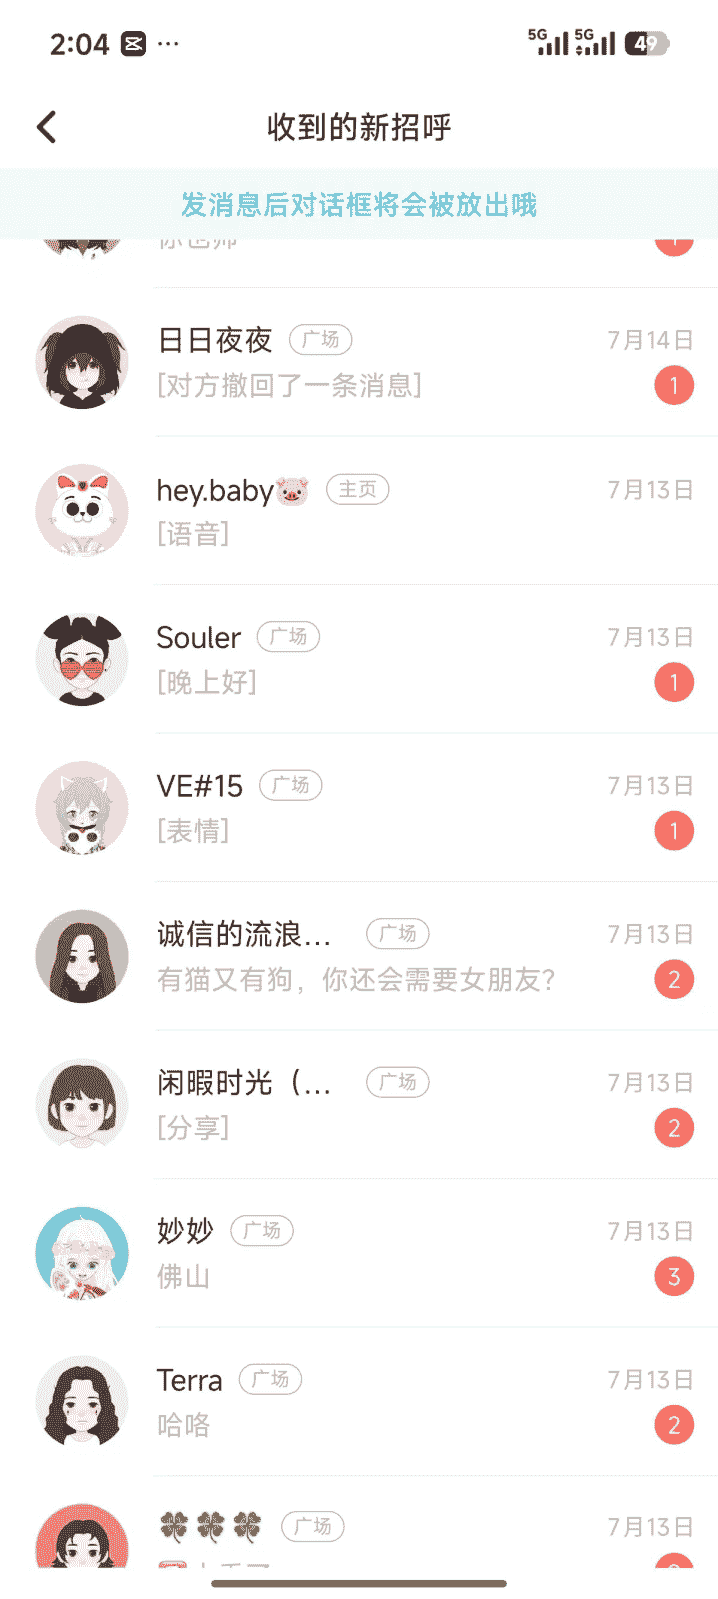 2:04 ···
5G 5G 49
收到的新招呼
发消息后对话框将会被放出哦
你也帅
1
日日夜夜 广场 7月14日
[对方撤回了一条消息] 1
hey.baby🐷 主页 7月13日
[语音]
Souler 广场 7月13日
[晚上好] 1
VE#15 广场 7月13日
[表情] 1
诚信的流浪... 广场 7月13日
有猫又有狗，你还会需要女朋友？ 2
闲暇时光（... 广场 7月13日
[分享] 2
妙妙 广场 7月13日
佛山 3
Terra 广场 7月13日
哈咯 2
🍀🍀🍀 广场 7月13日